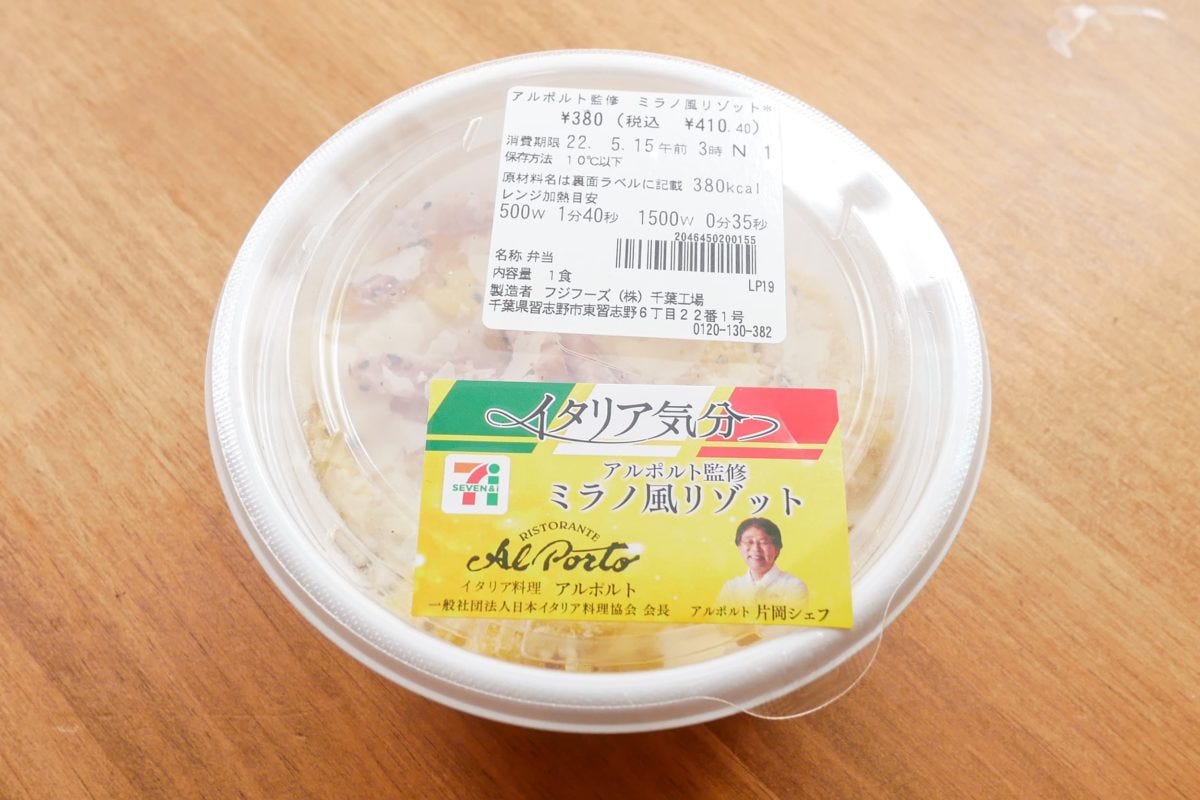 アルポルト監修 ミラノ風リゾット*
¥380 (税込 ¥410.40)
消費期限 22. 5.15午前 3時 N 1
保存方法 10℃以下
原材料名は裏面ラベルに記載 380kcal
レンジ加熱目安
500W 1分40秒 1500W 0分35秒
2046450200155
名称 弁当
内容量 1食
LP19
製造者 フジフーズ(株)千葉工場
千葉県習志野市東習志野6丁目22番1号
0120-130-382
イタリア気分
7i
SEVEN&i
アルポルト監修
ミラノ風リゾット
RISTORANTE
Al Porto
イタリア料理 アルポルト
一般社団法人日本イタリア料理協会 会長 アルポルト 片岡シェフ